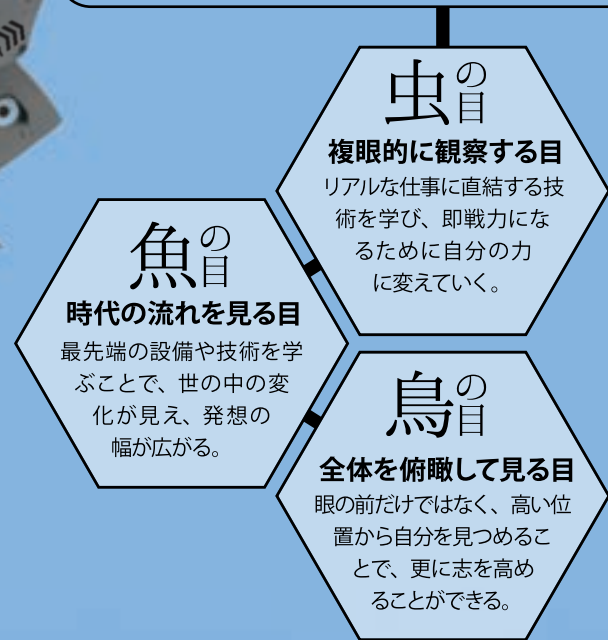 虫の目
複眼的に観察する目
リアルな仕事に直結する技
術を学び、即戦力にな
るために自分の力
に変えていく。
魚の目
時代の流れを見る目
最先端の設備や技術を学
ぶことで、世の中の変
化が見え、発想の
幅が広がる。
鳥の目
全体を俯瞰して見る目
眼の前だけではなく、高い位
置から自分を見つめるこ
とで、更に志を高め
ることができる。